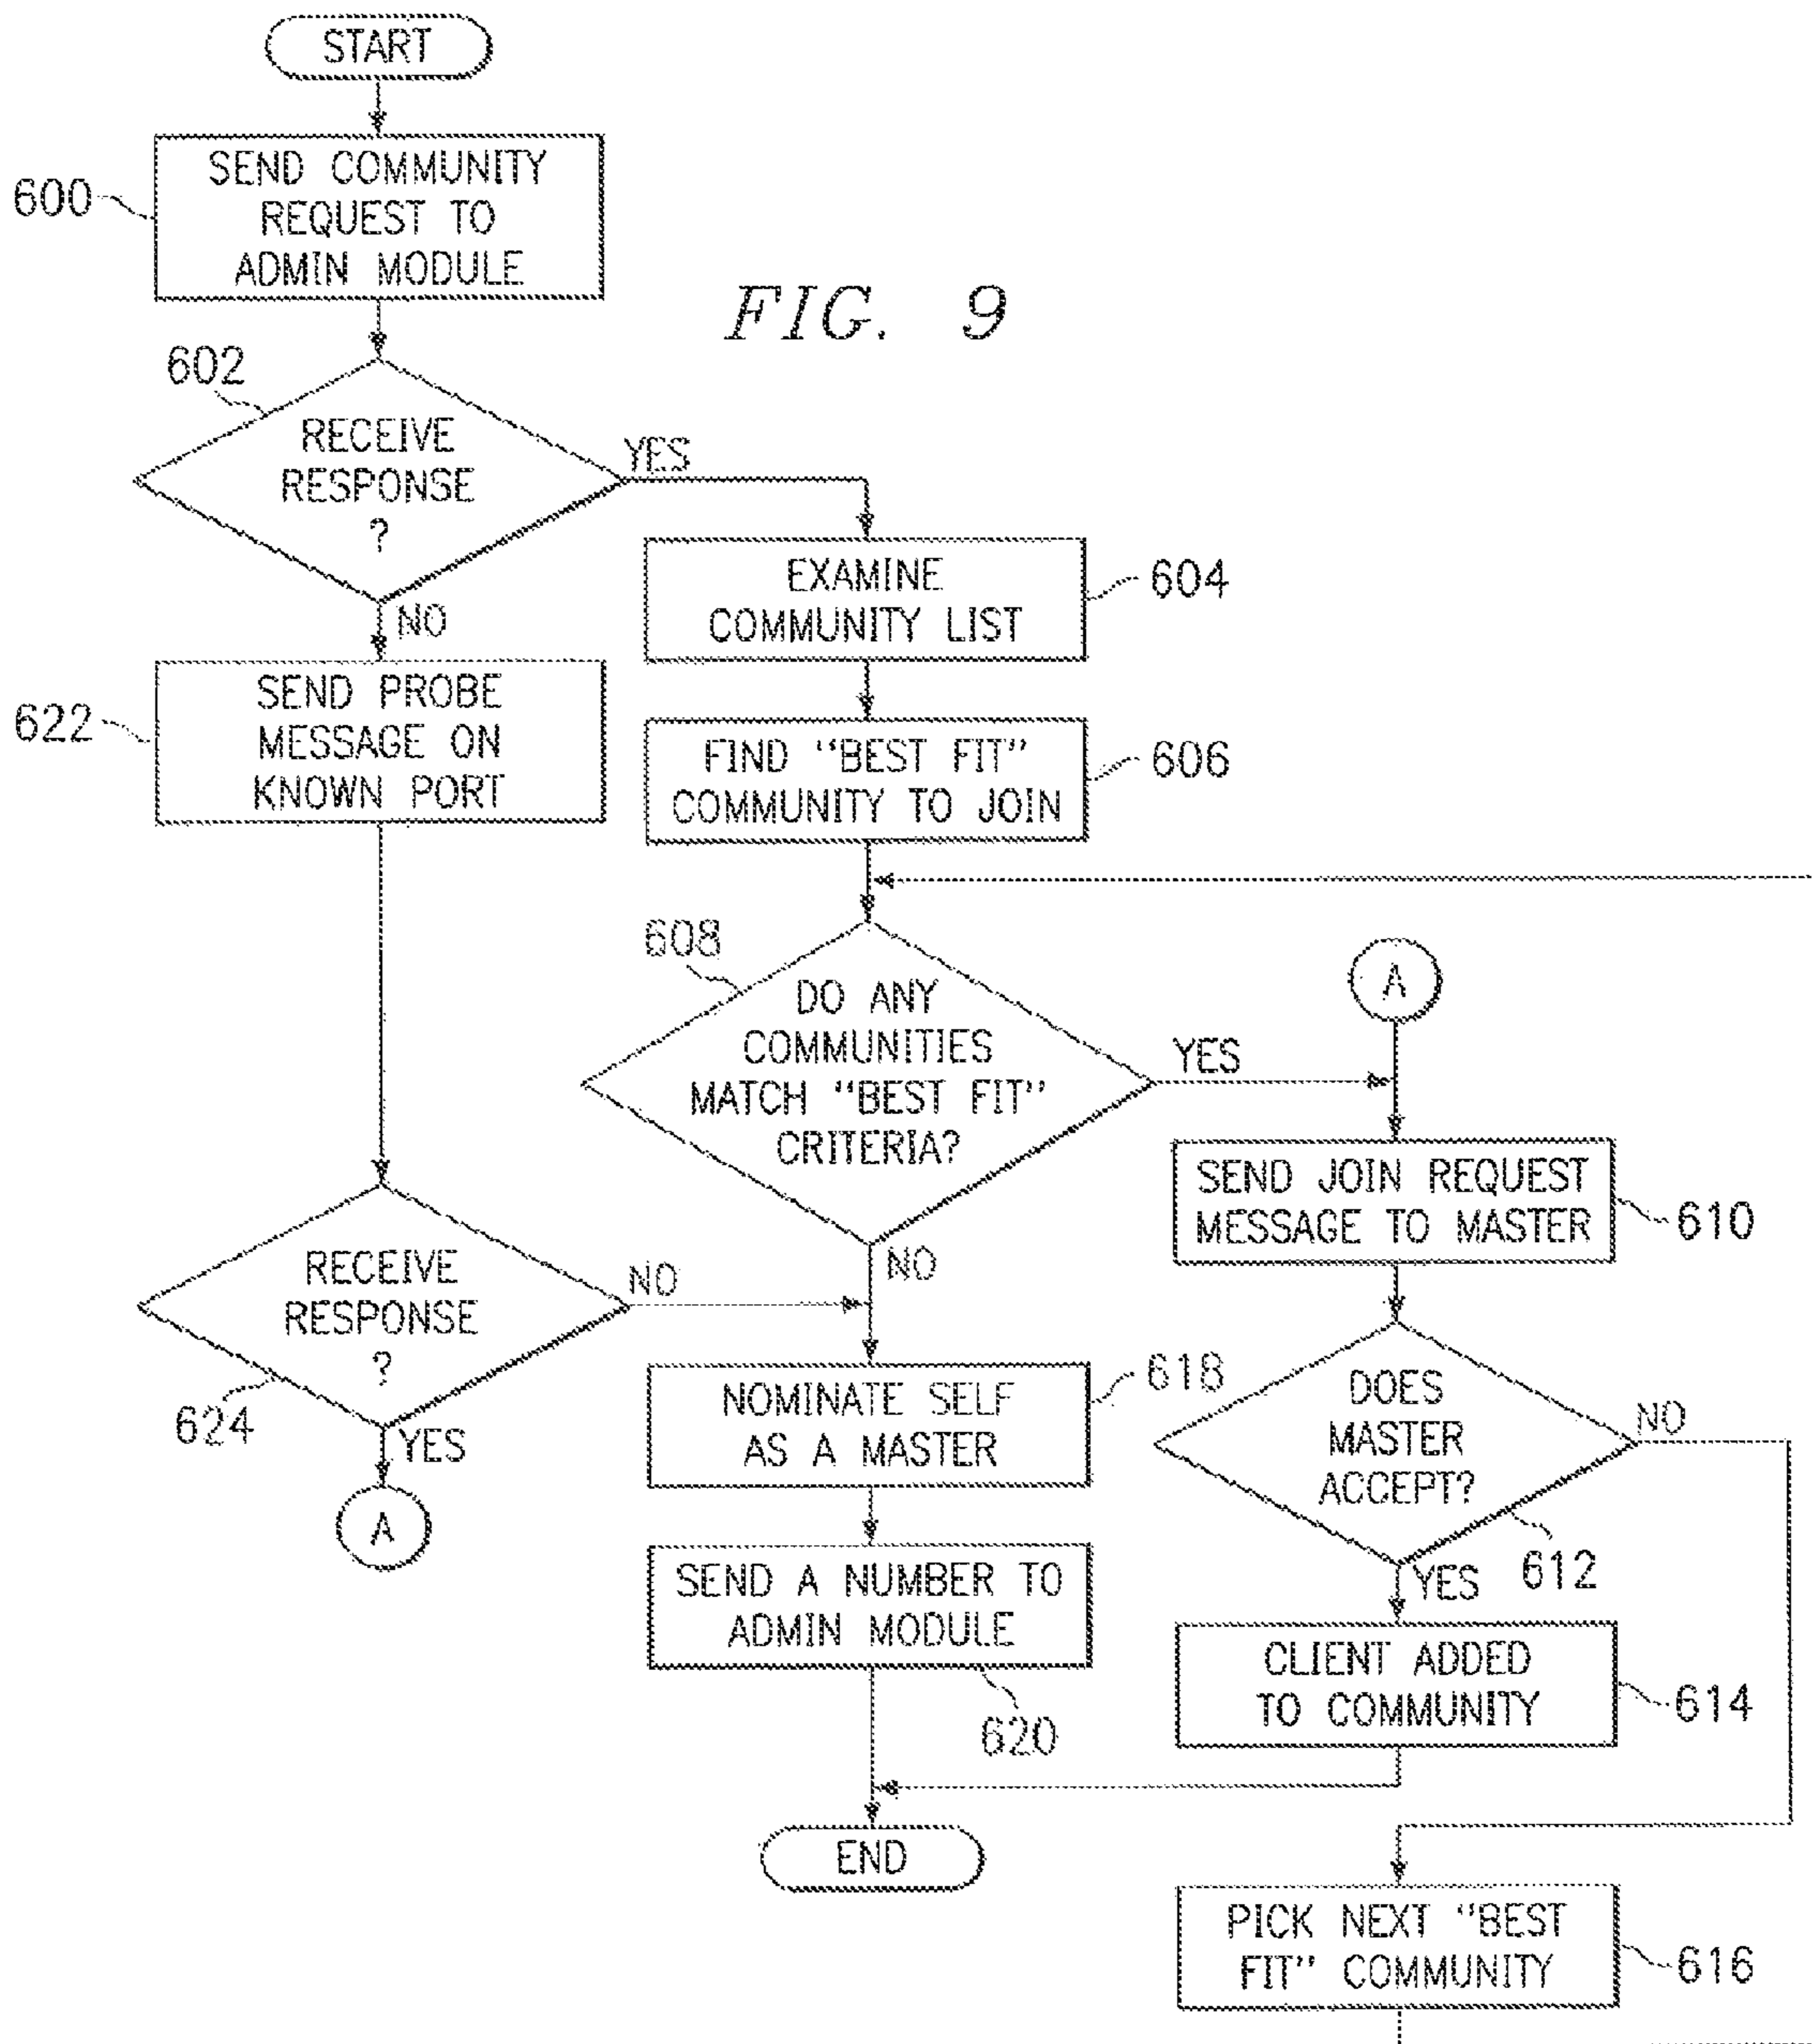 START
SEND COMMUNITY
REQUEST TO
ADMIN MODULE
600
FIG. 9
602
RECEIVE
RESPONSE
?
YES
NO
EXAMINE
COMMUNITY LIST
604
SEND PROBE
MESSAGE ON
KNOWN PORT
622
FIND "BEST FIT"
COMMUNITY TO JOIN
606
608
DO ANY
COMMUNITIES
MATCH "BEST FIT"
CRITERIA?
YES
NO
A
SEND JOIN REQUEST
MESSAGE TO MASTER
610
RECEIVE
RESPONSE
?
NO
624
YES
A
NOMINATE SELF
AS A MASTER
618
DOES
MASTER
ACCEPT?
NO
612
YES
SEND A NUMBER TO
ADMIN MODULE
620
CLIENT ADDED
TO COMMUNITY
614
END
PICK NEXT "BEST
FIT" COMMUNITY
616